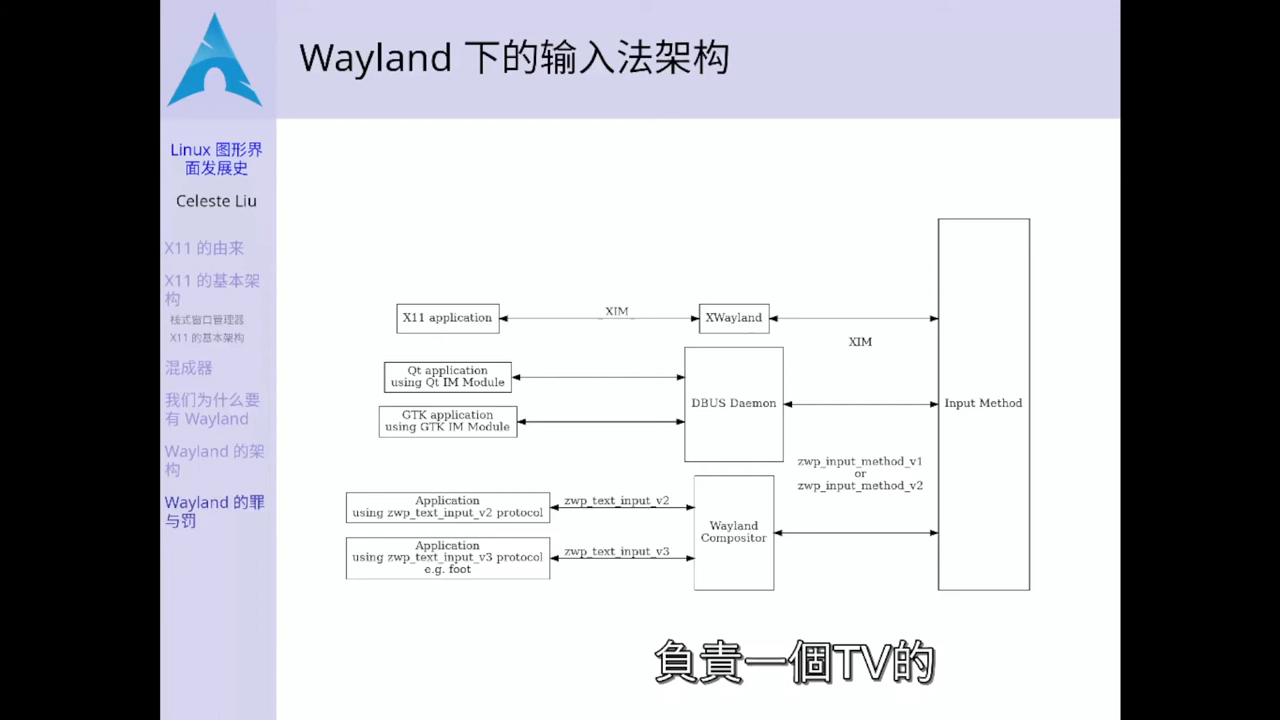 Wayland 下的输入法架构
Linux 图形界
面发展史
Celeste Liu
X11 的由来
X11 的基本架
构
栈式窗口管理器
X11 的基本架构
混成器
我们为什么要
有 Wayland
Wayland 的架
构
Wayland 的罪
与罚
X11 application
XIM
XWayland
XIM
Qt application
using Qt IM Module
GTK application
using GTK IM Module
DBUS Daemon
Input Method
zwp_input_method_v1
or
zwp_input_method_v2
Application
using zwp_text_input_v2 protocol
zwp_text_input_v2
Application
using zwp_text_input_v3 protocol
e.g. foot
zwp_text_input_v3
Wayland
Compositor
負責一個TV的